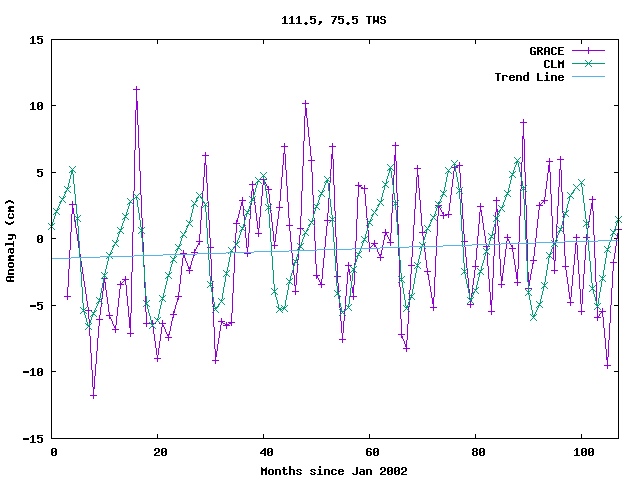 111.5, 75.5 TWS
GRACE
CLM
Trend Line
15
10
5
0
-5
-10
-15
Anomaly (cm)
0 20 40 60 80 100
Months since Jan 2002